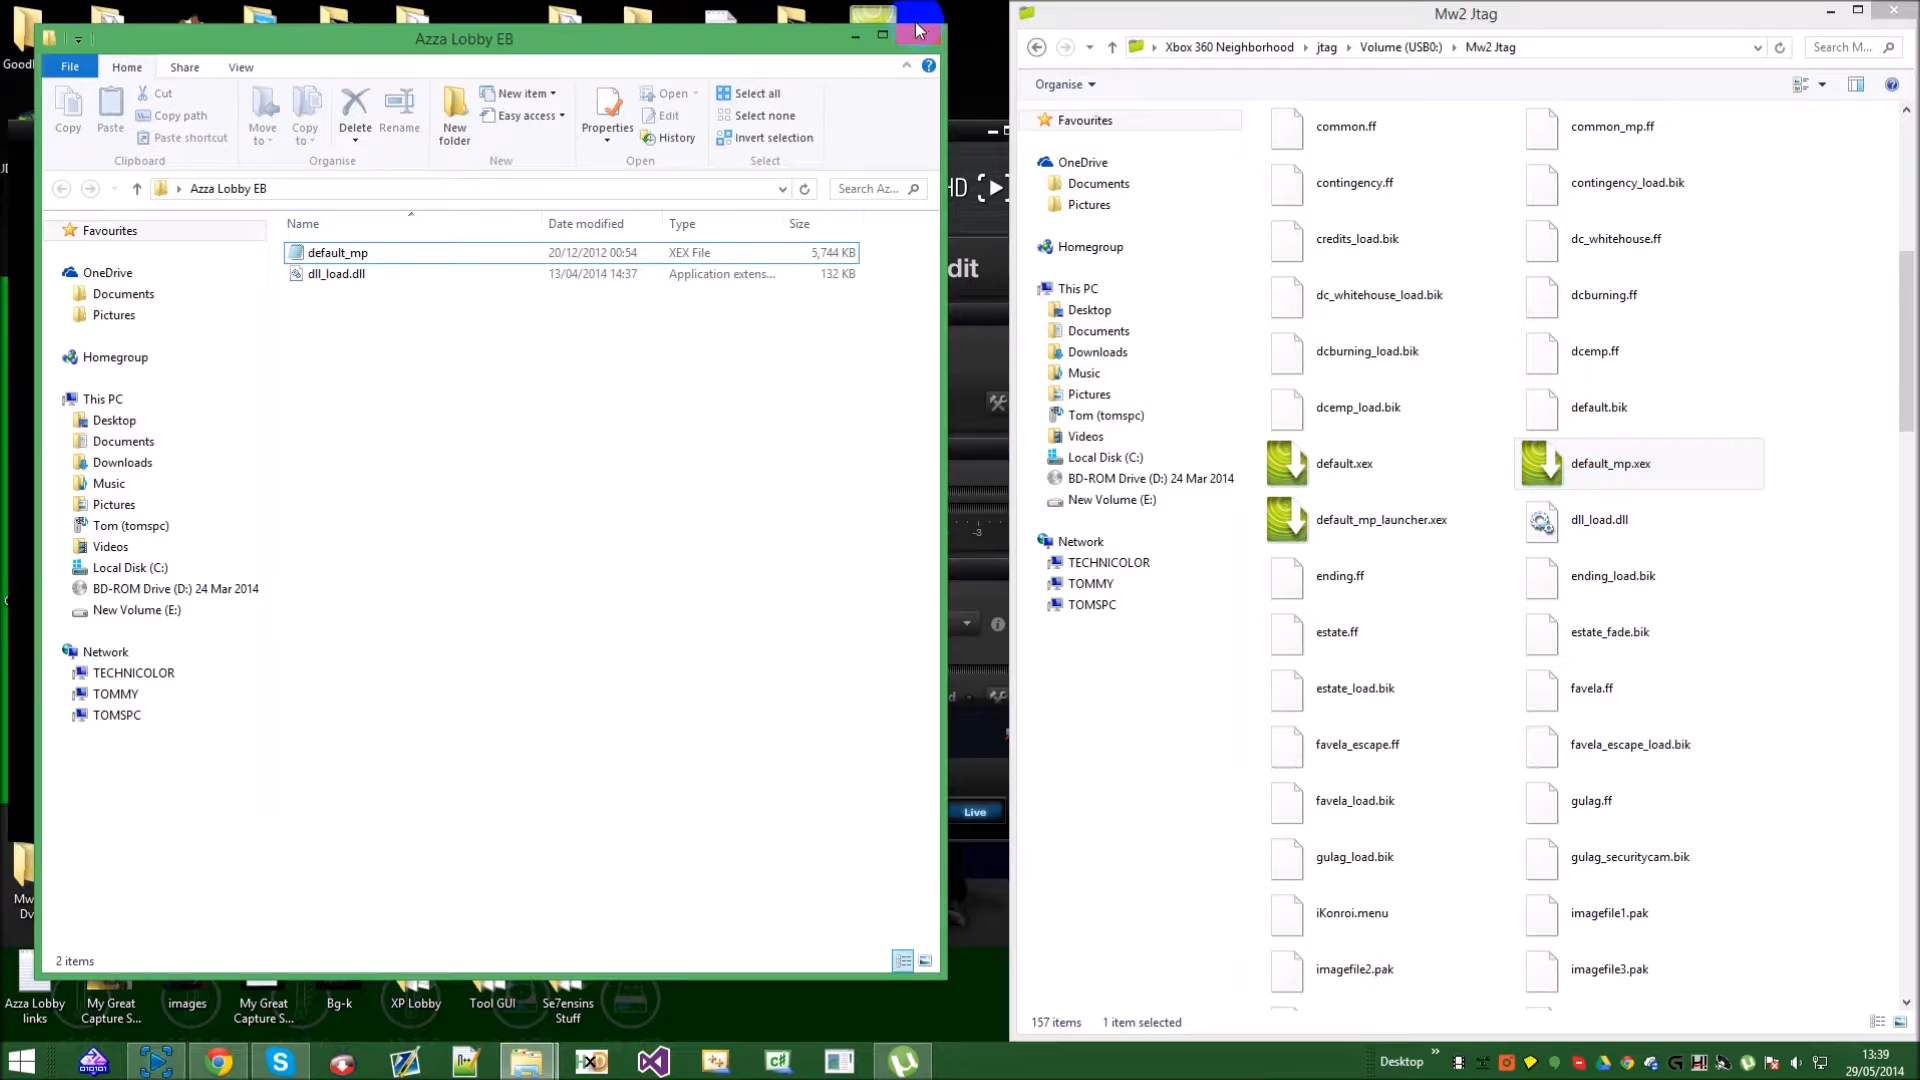 Azza Lobby EB
File
Home
Share
View
Copy
Paste
Cut
Copy path
Paste shortcut
Clipboard
Move to
Copy to
Delete
Rename
Organise
New folder
New item
Easy access
New
Properties
Open
Edit
History
Open
Select all
Select none
Invert selection
Select
Azza Lobby EB
Search Az...
Name
Date modified
Type
Size
default_mp
20/12/2012 00:54
XEX File
5,744 KB
dll_load.dll
13/04/2014 14:37
Application extens...
132 KB
Favourites
OneDrive
Documents
Pictures
Homegroup
This PC
Desktop
Documents
Downloads
Music
Pictures
Tom (tomspc)
Videos
Local Disk (C:)
BD-ROM Drive (D:) 24 Mar 2014
New Volume (E:)
Network
TECHNICOLOR
TOMMY
TOMSPC
2 items
HD
dit
-3
Live
Mw2 Jtag
Xbox 360 Neighborhood
jtag
Volume (USB0:)
Mw2 Jtag
Search M...
Organise
Favourites
OneDrive
Documents
Pictures
Homegroup
This PC
Desktop
Documents
Downloads
Music
Pictures
Tom (tomspc)
Videos
Local Disk (C:)
BD-ROM Drive (D:) 24 Mar 2014
New Volume (E:)
Network
TECHNICOLOR
TOMMY
TOMSPC
common.ff
common_mp.ff
contingency.ff
contingency_load.bik
credits_load.bik
dc_whitehouse.ff
dc_whitehouse_load.bik
dcburning.ff
dcburning_load.bik
dcemp.ff
dcemp_load.bik
default.bik
default.xex
default_mp.xex
default_mp_launcher.xex
dll_load.dll
ending.ff
ending_load.bik
estate.ff
estate_fade.bik
estate_load.bik
favela.ff
favela_escape.ff
favela_escape_load.bik
favela_load.bik
gulag.ff
gulag_load.bik
gulag_securitycam.bik
iKonroi.menu
imagefile1.pak
imagefile2.pak
imagefile3.pak
157 items
1 item selected
Azza Lobby links
My Great Capture S...
images
My Great Capture S...
Bg-k
XP Lobby
Tool GUI
Se7ensins Stuff
Desktop
13:39
29/05/2014